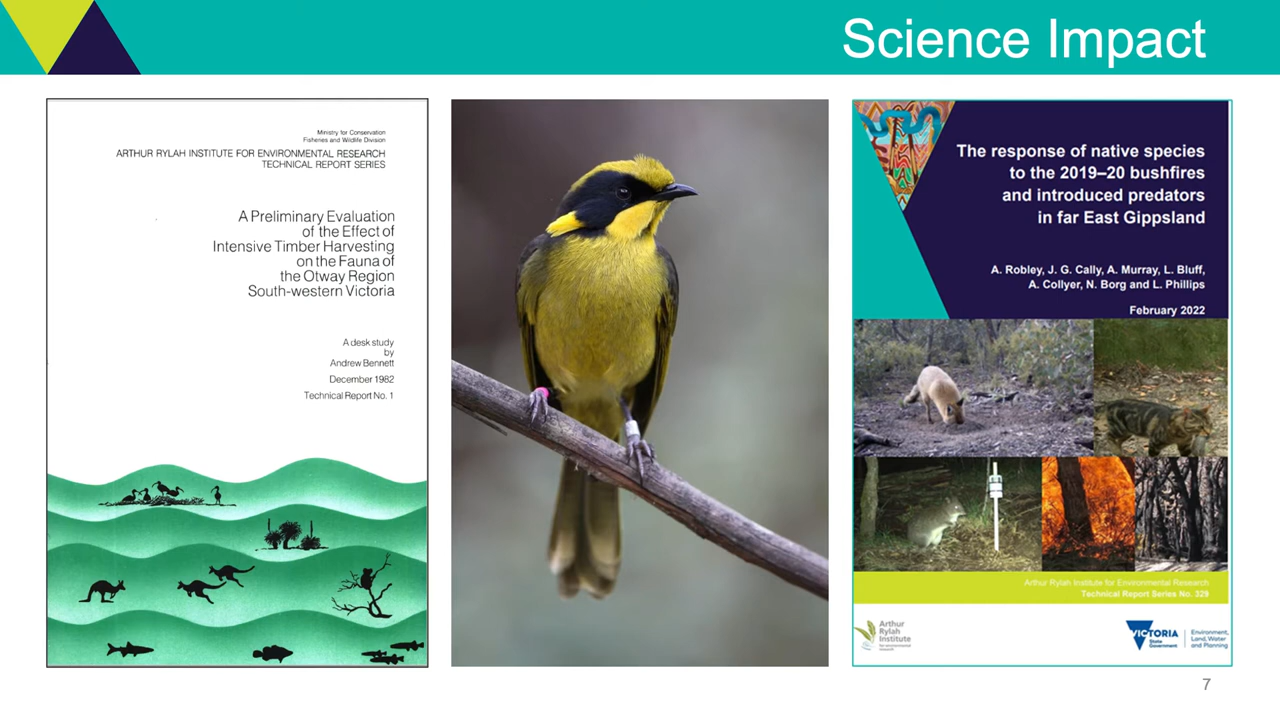 Science Impact
Ministry for Conservation
Fisheries and Wildlife Division
ARTHUR RYLAH INSTITUTE FOR ENVIRONMENTAL RESEARCH
TECHNICAL REPORT SERIES
A Preliminary Evaluation
of the Effect of
Intensive Timber Harvesting
on the Fauna of
the Otway Region
South-western Victoria
A desk study
by
Andrew Bennett
December 1982
Technical Report No. 1
The response of native species
to the 2019–20 bushfires
and introduced predators
in far East Gippsland
A. Robley, J. G. Cally, A. Murray, L. Bluff,
A. Collyer, N. Borg and L. Phillips
February 2022
Arthur Rylah Institute for Environmental Research
Technical Report Series No. 329
Arthur
Rylah
Institute
for environmental
research
VICTORIA
State
Government
Environment,
Land, Water
and Planning
7